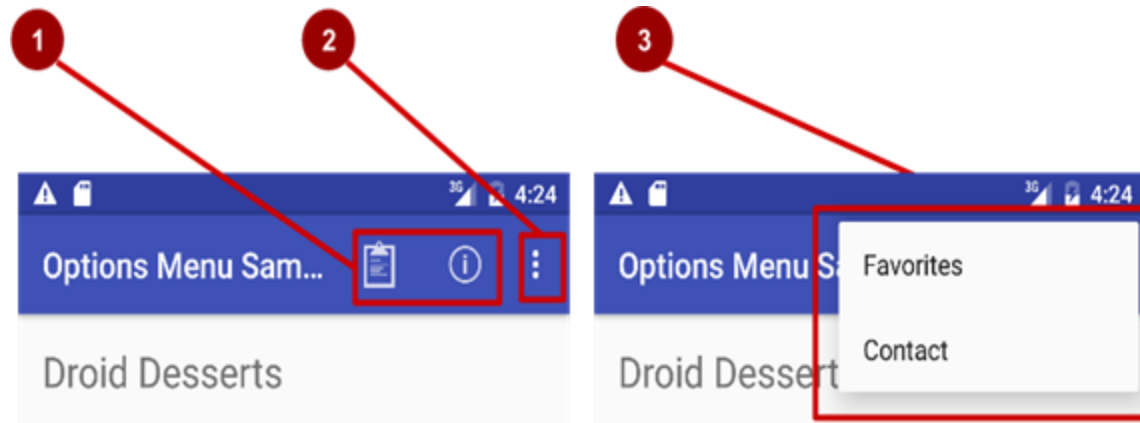 1
2
3
3G 4:24
Options Menu Sam...
Droid Desserts
3G 4:24
Options Menu S
Droid Dessert
Favorites
Contact